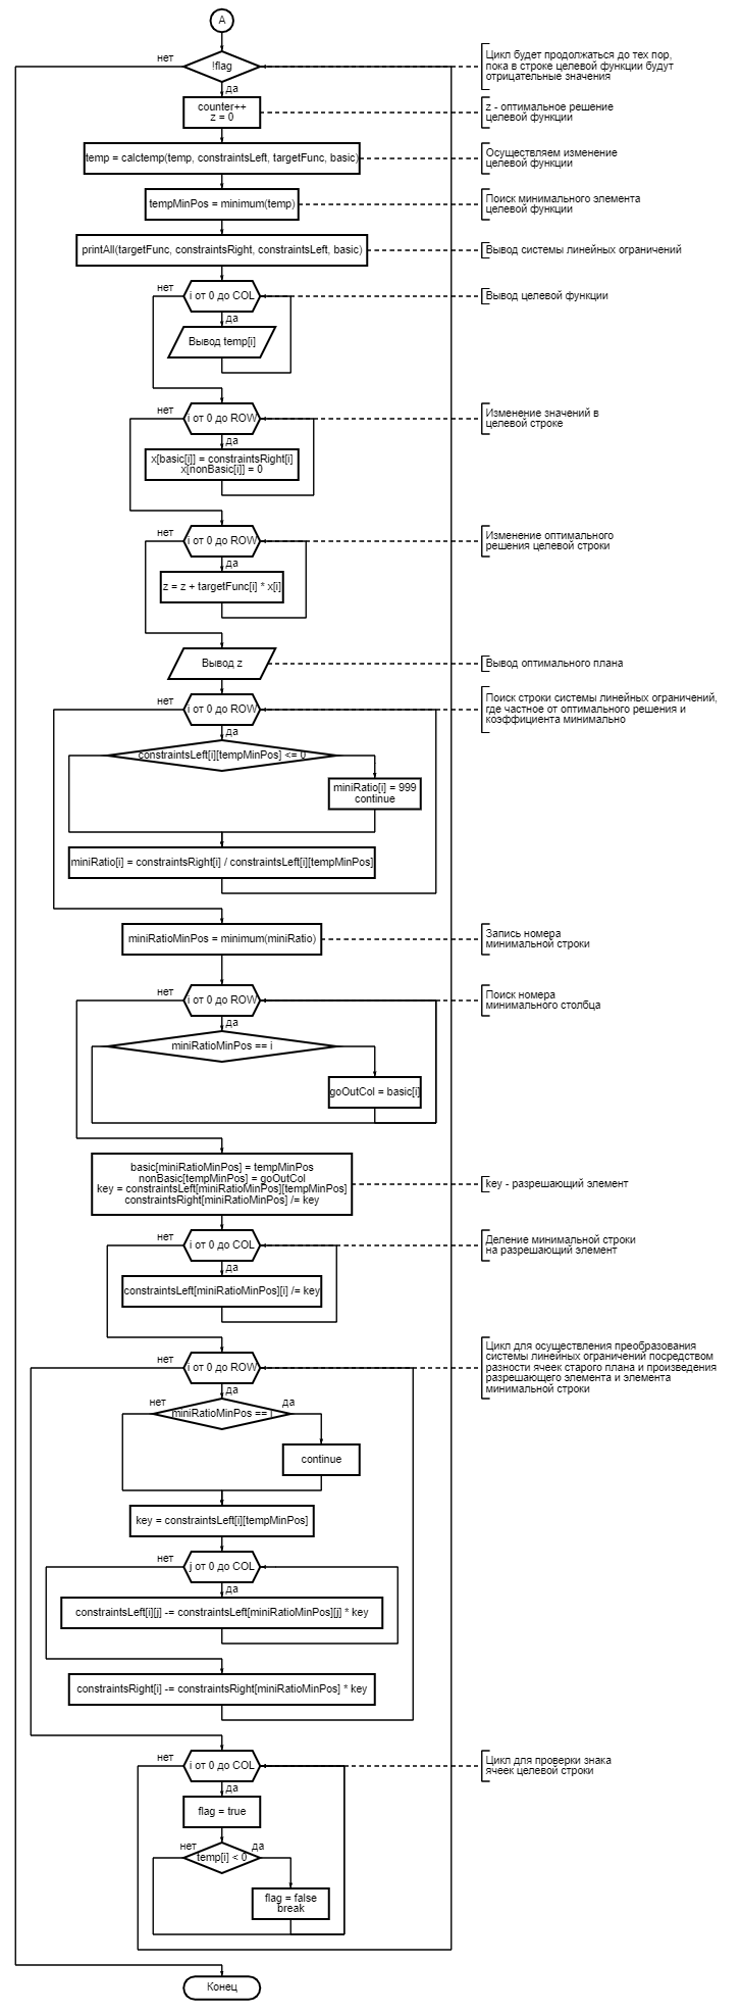 A
нет
!flag
Цикл будет продолжаться до тех пор,
пока в строке целевой функции будут
отрицательные значения
да
counter++
z = 0
z - оптимальное решение
целевой функции
temp = calctemp(temp, constraintsLeft, targetFunc, basic)
Осуществляем изменение
целевой функции
tempMinPos = minimum(temp)
Поиск минимального элемента
целевой функции
printAll(targetFunc, constraintsRight, constraintsLeft, basic)
Вывод системы линейных ограничений
нет
i от 0 до COL
Вывод целевой функции
да
Вывод temp[i]
нет
i от 0 до ROW
Изменение значений в
целевой строке
да
x[basic[i]] = constraintsRight[i]
x[nonBasic[i]] = 0
нет
i от 0 до ROW
Изменение оптимального
решения целевой строки
да
z = z + targetFunc[i] * x[i]
Вывод z
Вывод оптимального плана
нет
i от 0 до ROW
Поиск строки системы линейных ограничений,
где частное от оптимального решения и
коэффициента минимально
да
constraintsLeft[i][tempMinPos] <= 0
miniRatio[i] = 999
continue
miniRatio[i] = constraintsRight[i] / constraintsLeft[i][tempMinPos]
miniRatioMinPos = minimum(miniRatio)
Запись номера
минимальной строки
нет
i от 0 до ROW
Поиск номера
минимального столбца
да
miniRatioMinPos == i
goOutCol = basic[i]
basic[miniRatioMinPos] = tempMinPos
nonBasic[tempMinPos] = goOutCol
key = constraintsLeft[miniRatioMinPos][tempMinPos]
constraintsRight[miniRatioMinPos] /= key
key - разрешающий элемент
нет
i от 0 до COL
Деление минимальной строки
на разрешающий элемент
да
constraintsLeft[miniRatioMinPos][i] /= key
нет
i от 0 до ROW
Цикл для осуществления преобразования
системы линейных ограничений посредством
разности ячеек старого плана и произведения
разрешающего элемента и элемента
минимальной строки
да
нет
miniRatioMinPos == i
да
continue
key = constraintsLeft[i][tempMinPos]
нет
j от 0 до COL
да
constraintsLeft[i][j] -= constraintsLeft[miniRatioMinPos][j] * key
constraintsRight[i] -= constraintsRight[miniRatioMinPos] * key
нет
i от 0 до COL
Цикл для проверки знака
ячеек целевой строки
да
flag = true
нет
temp[i] < 0
да
flag = false
break
Конец